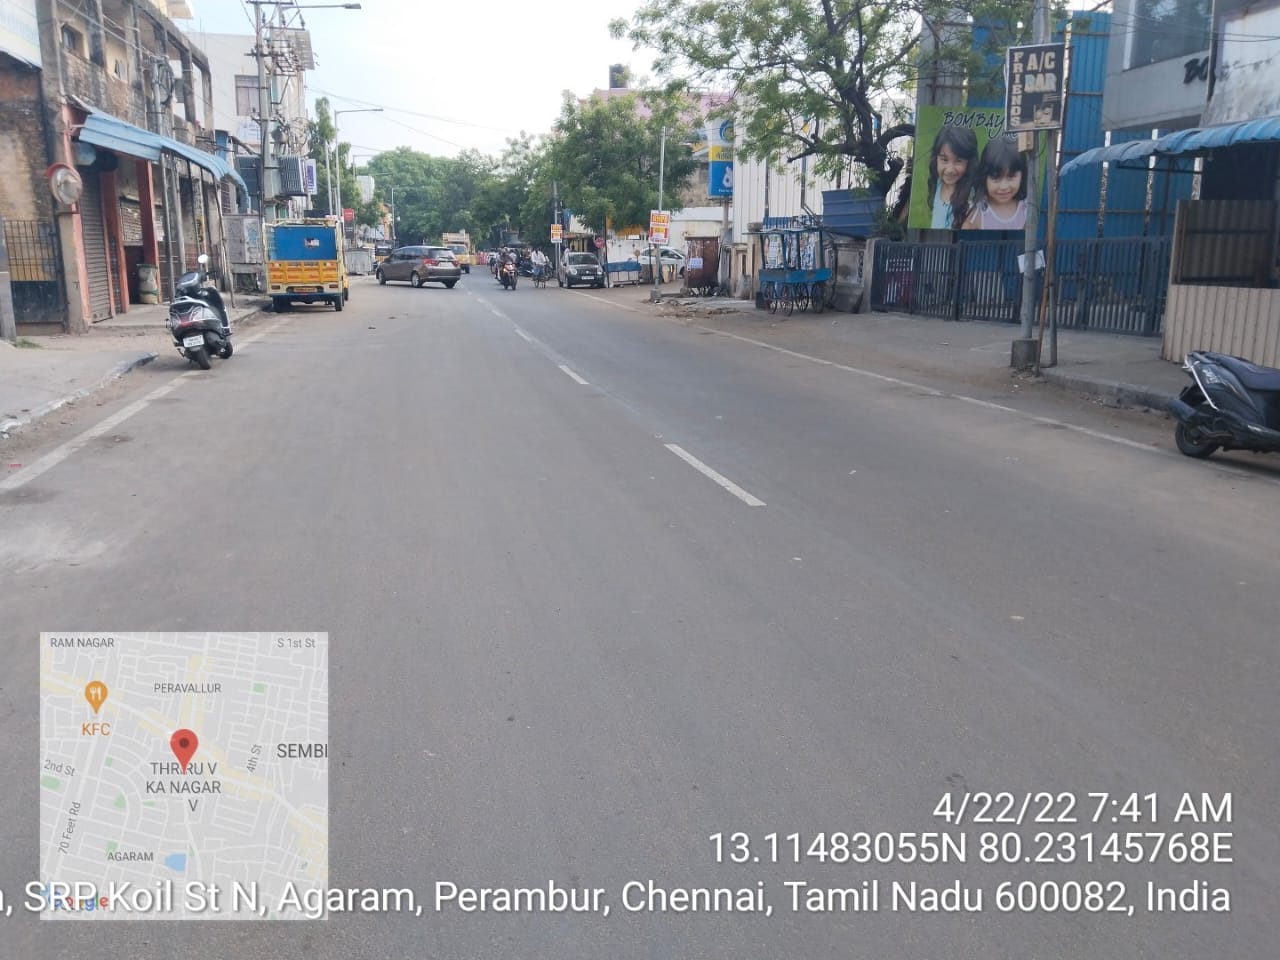 FRIENDS
A/C
BAR
BOMBAY
RAM NAGAR
S 1st St
PERAVALLUR
KFC
SEMBI
THIRU V
KA NAGAR
V
2nd St
4th St
70 Feet Rd
AGARAM
Google
4/22/22 7:41 AM
13.11483055N 80.23145768E
, SRP Koil St N, Agaram, Perambur, Chennai, Tamil Nadu 600082, India